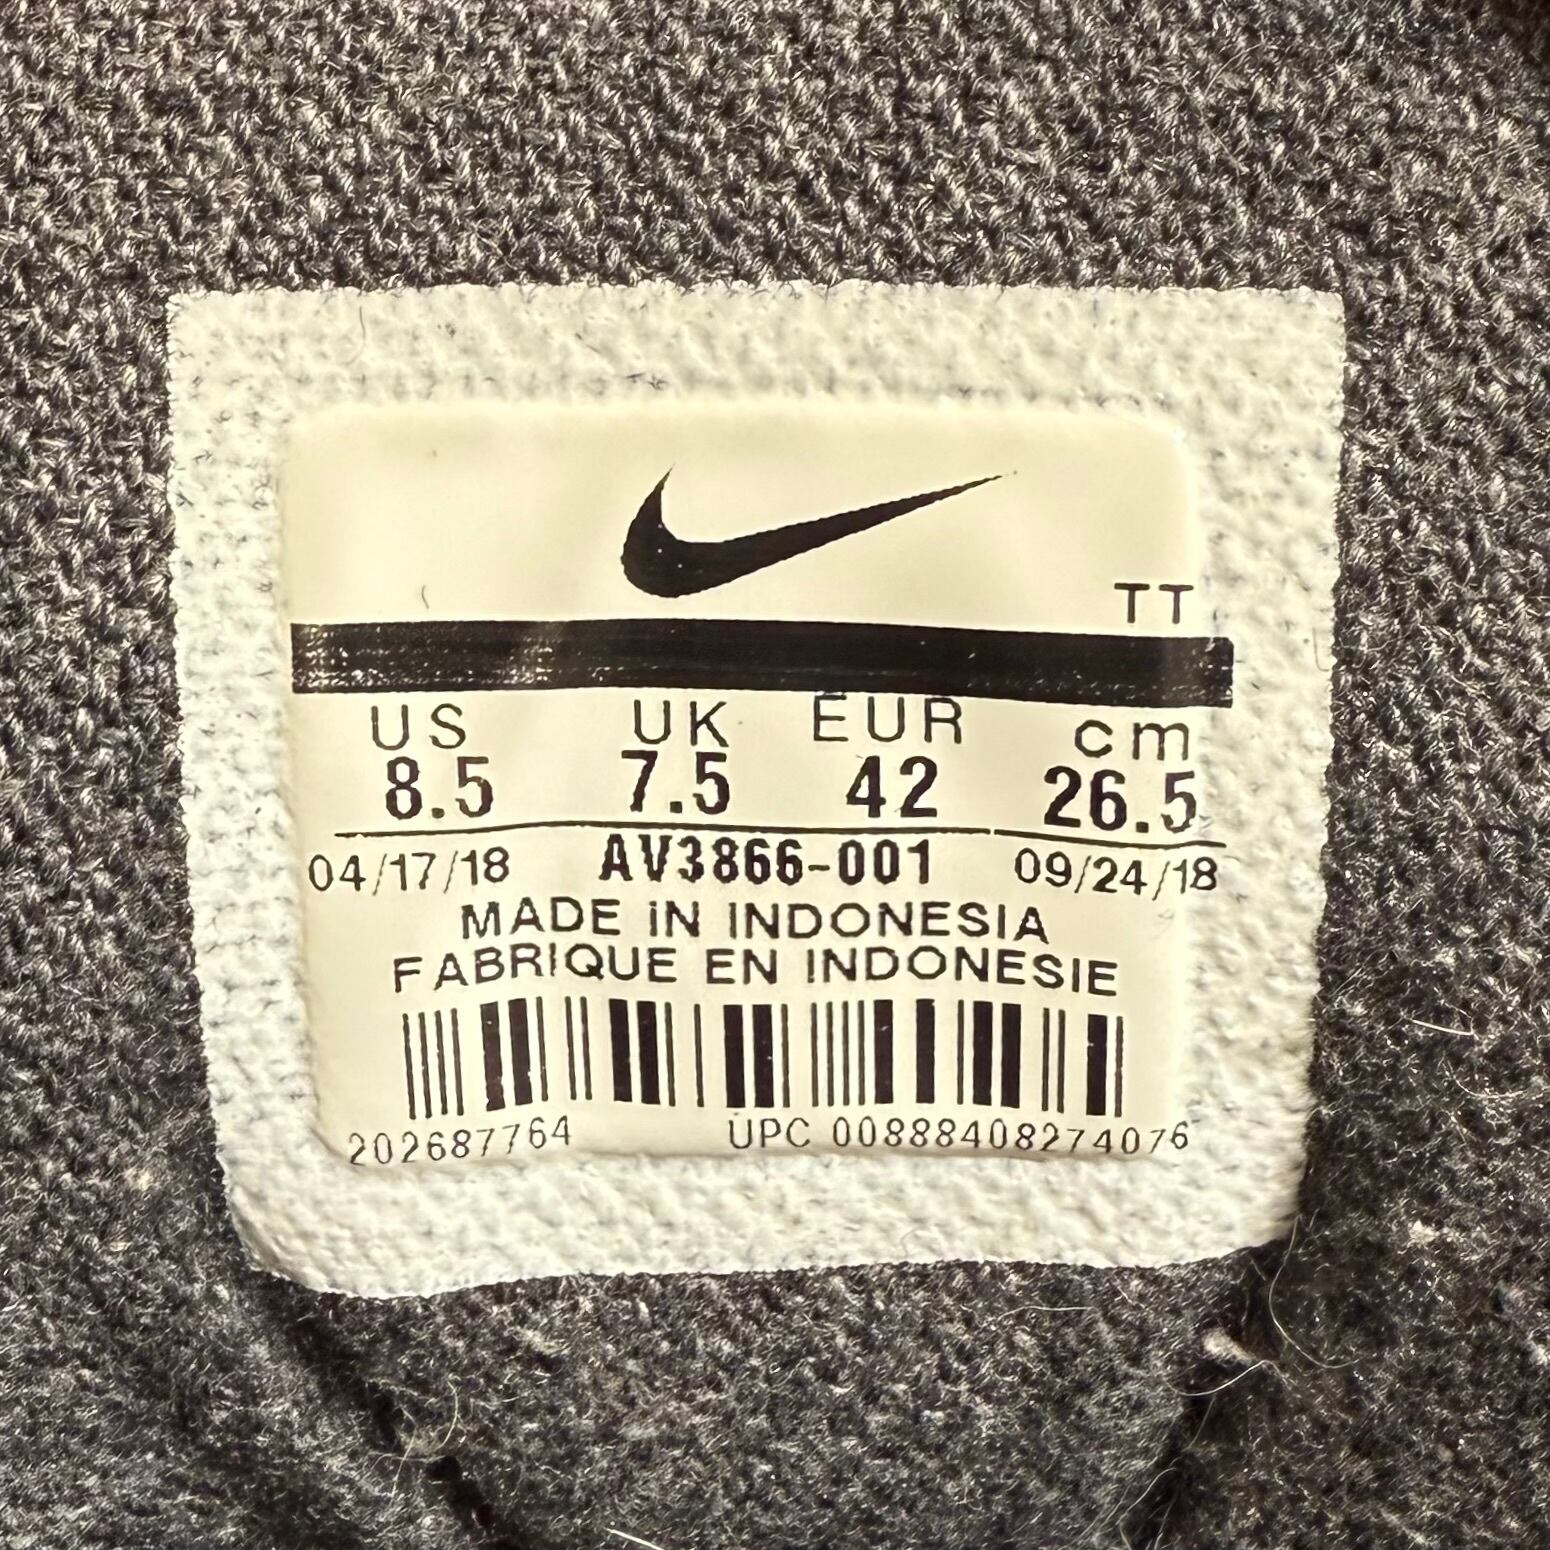 TT
US UK EUR cm
8.5 7.5 42 26.5
04/17/18 AV3866-001 09/24/18
MADE IN INDONESIA
FABRIQUE EN INDONESIE
202687764 UPC 00888408274076